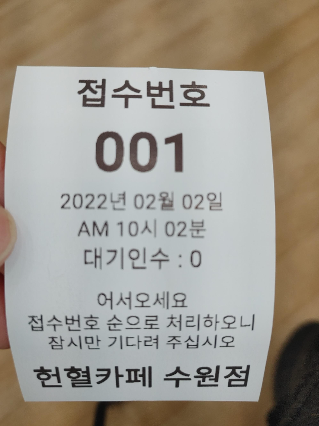 접수번호
001
2022년 02월 02일
AM 10시 02분
대기인수 : 0
어서오세요
접수번호 순으로 처리하오니
잠시만 기다려 주십시오
헌혈카페 수원점